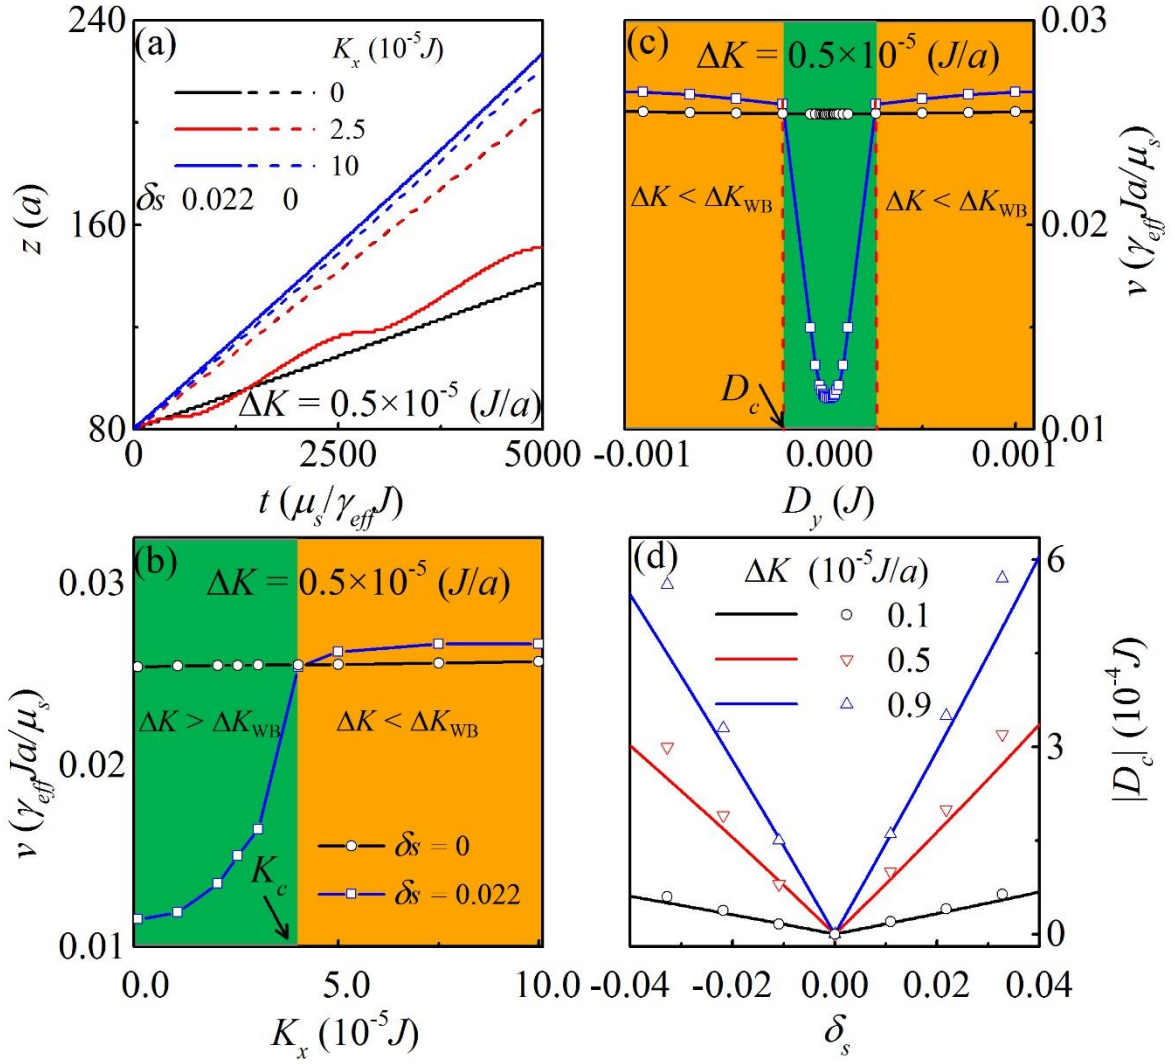 (a)
240
160
80
z (a)
K_x (10^-5 J)
0
2.5
10
δs 0.022 0
ΔK = 0.5×10^-5 (J/a)
0 2500 5000
t (μ_s/γ_eff J)
(c)
ΔK = 0.5×10^-5 (J/a)
ΔK < ΔK_WB
ΔK < ΔK_WB
D_c
0.03
0.02
0.01
v (γ_eff Ja/μ_s)
-0.001 0.000 0.001
D_y (J)
(b)
0.03
0.02
0.01
v (γ_eff Ja/μ_s)
ΔK = 0.5×10^-5 (J/a)
ΔK > ΔK_WB
ΔK < ΔK_WB
δs = 0
δs = 0.022
K_c
0.0 5.0 10.0
K_x (10^-5 J)
(d)
ΔK (10^-5 J/a)
0.1
0.5
0.9
6
3
0
|D_c| (10^-4 J)
-0.04 -0.02 0.00 0.02 0.04
δ_s